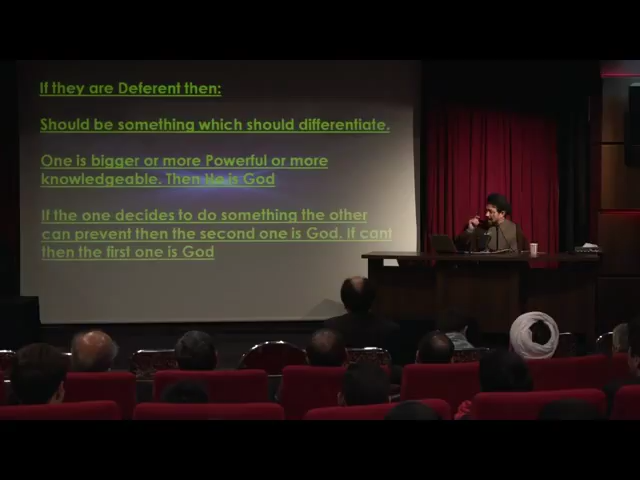 If they are Deferent then:
Should be something which should differentiate.
One is bigger or more Powerful or more
knowledgeable. Then He is God
If the one decides to do something the other
can prevent then the second one is God. If cant
then the first one is God